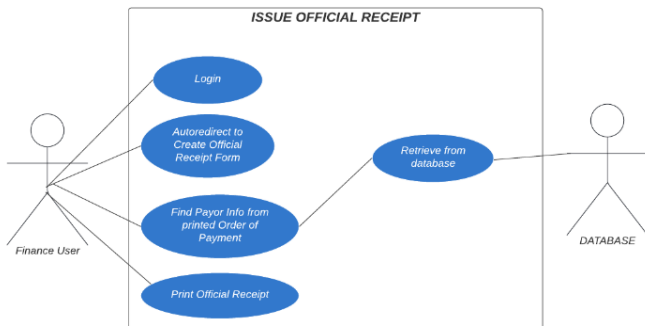 ISSUE OFFICIAL RECEIPT
Login
Autoredirect to
Create Official
Receipt Form
Retrieve from
database
Find Payor Info from
printed Order of
Payment
Finance User
DATABASE
Print Official Receipt